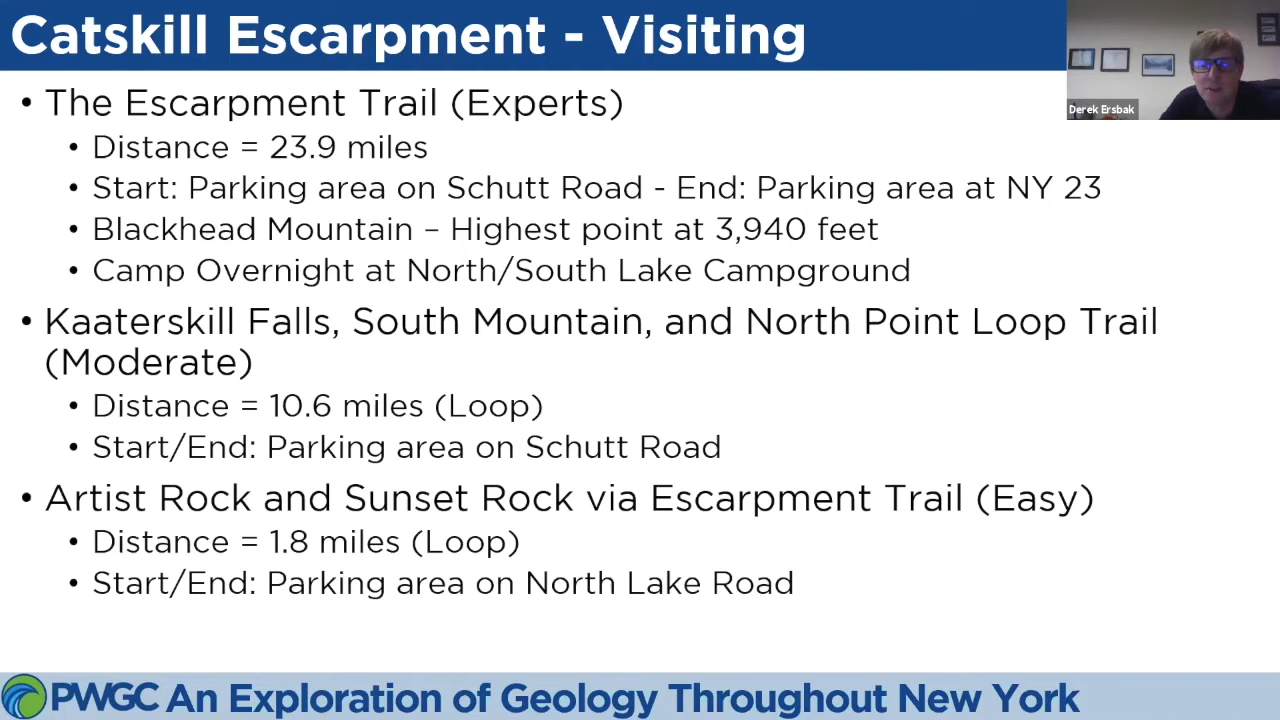 Catskill Escarpment - Visiting
Derek Ersbak
• The Escarpment Trail (Experts)
• Distance = 23.9 miles
• Start: Parking area on Schutt Road - End: Parking area at NY 23
• Blackhead Mountain – Highest point at 3,940 feet
• Camp Overnight at North/South Lake Campground
• Kaaterskill Falls, South Mountain, and North Point Loop Trail
(Moderate)
• Distance = 10.6 miles (Loop)
• Start/End: Parking area on Schutt Road
• Artist Rock and Sunset Rock via Escarpment Trail (Easy)
• Distance = 1.8 miles (Loop)
• Start/End: Parking area on North Lake Road
PWGC An Exploration of Geology Throughout New York